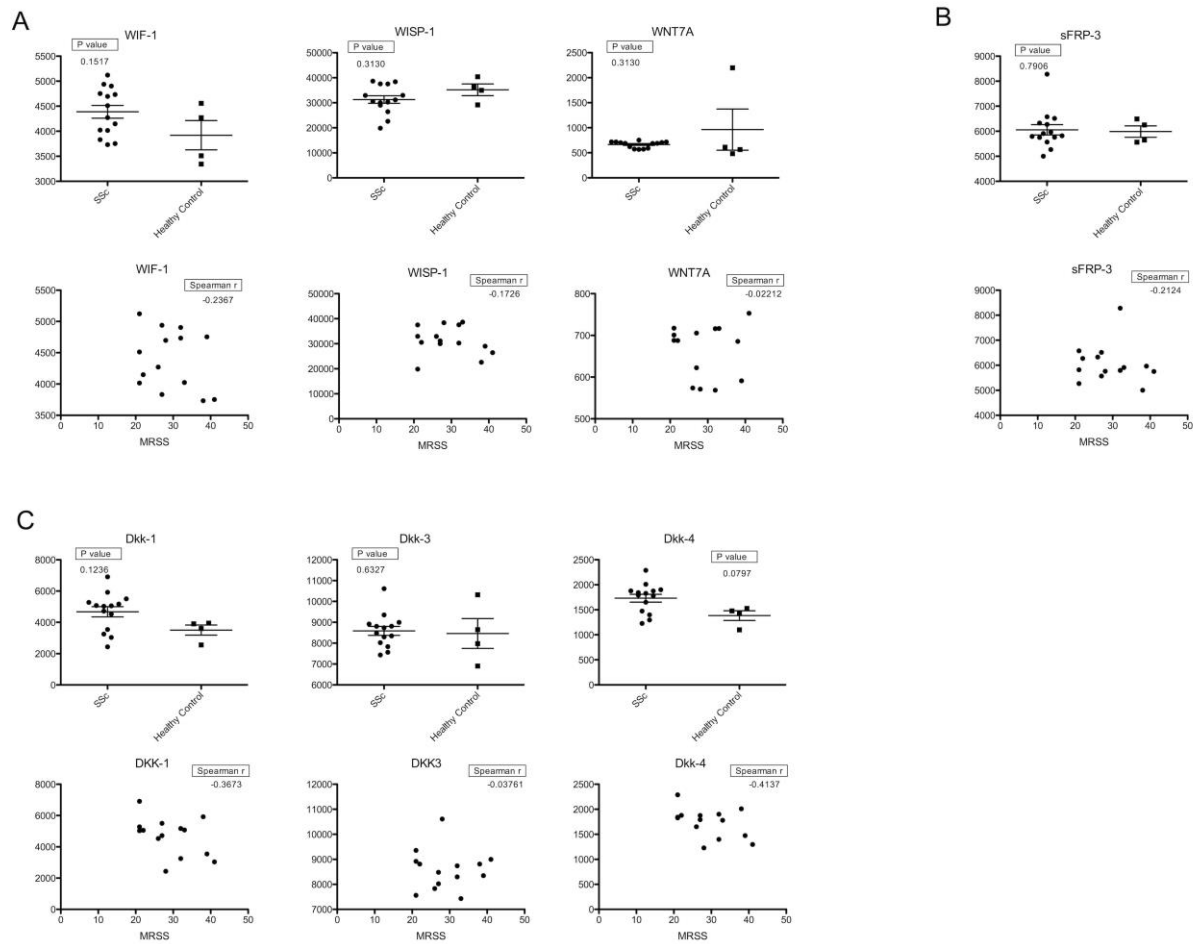 A
B
WIF-1
P value
0.1517
5500
5000
4500
4000
3500
3000
SSc
Healthy Control
WISP-1
P value
0.3130
50000
40000
30000
20000
10000
0
SSc
Healthy Control
WNT7A
P value
0.3130
2500
2000
1500
1000
500
0
SSc
Healthy Control
sFRP-3
P value
0.7906
9000
8000
7000
6000
5000
4000
SSc
Healthy Control
WIF-1
Spearman r
-0.2367
5500
5000
4500
4000
3500
0 10 20 30 40 50
MRSS
WISP-1
Spearman r
-0.1726
50000
40000
30000
20000
10000
0
0 10 20 30 40 50
MRSS
WNT7A
Spearman r
-0.02212
800
700
600
500
0 10 20 30 40 50
MRSS
sFRP-3
Spearman r
-0.2124
9000
8000
7000
6000
5000
4000
0 10 20 30 40 50
MRSS
C
Dkk-1
P value
0.1236
8000
6000
4000
2000
0
SSc
Healthy Control
Dkk-3
P value
0.6327
12000
11000
10000
9000
8000
7000
6000
SSc
Healthy Control
Dkk-4
P value
0.0797
2500
2000
1500
1000
500
0
SSc
Healthy Control
DKK-1
Spearman r
-0.3673
8000
6000
4000
2000
0
0 10 20 30 40 50
MRSS
DKK3
Spearman r
-0.03761
12000
11000
10000
9000
8000
7000
0 10 20 30 40 50
MRSS
Dkk-4
Spearman r
-0.4137
2500
2000
1500
1000
500
0
0 10 20 30 40 50
MRSS